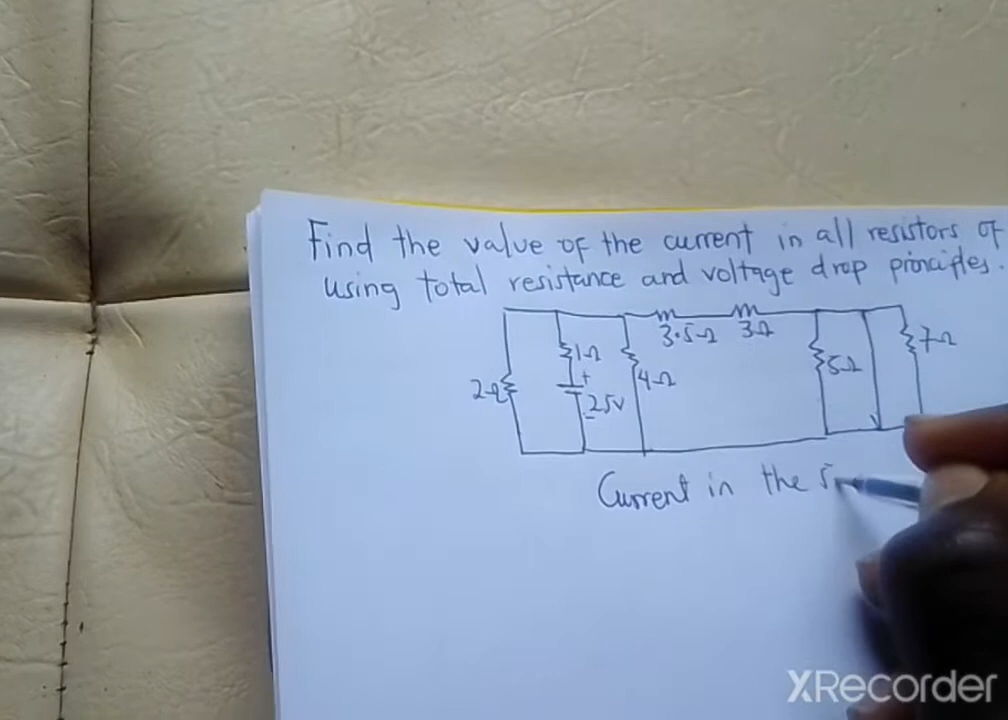 Find the value of the current in all resistors of
using total resistance and voltage drop principles.
3.5Ω 3Ω
7Ω
1Ω
5Ω
+
2Ω
4Ω
25V
-
Current in the 5
XRecorder